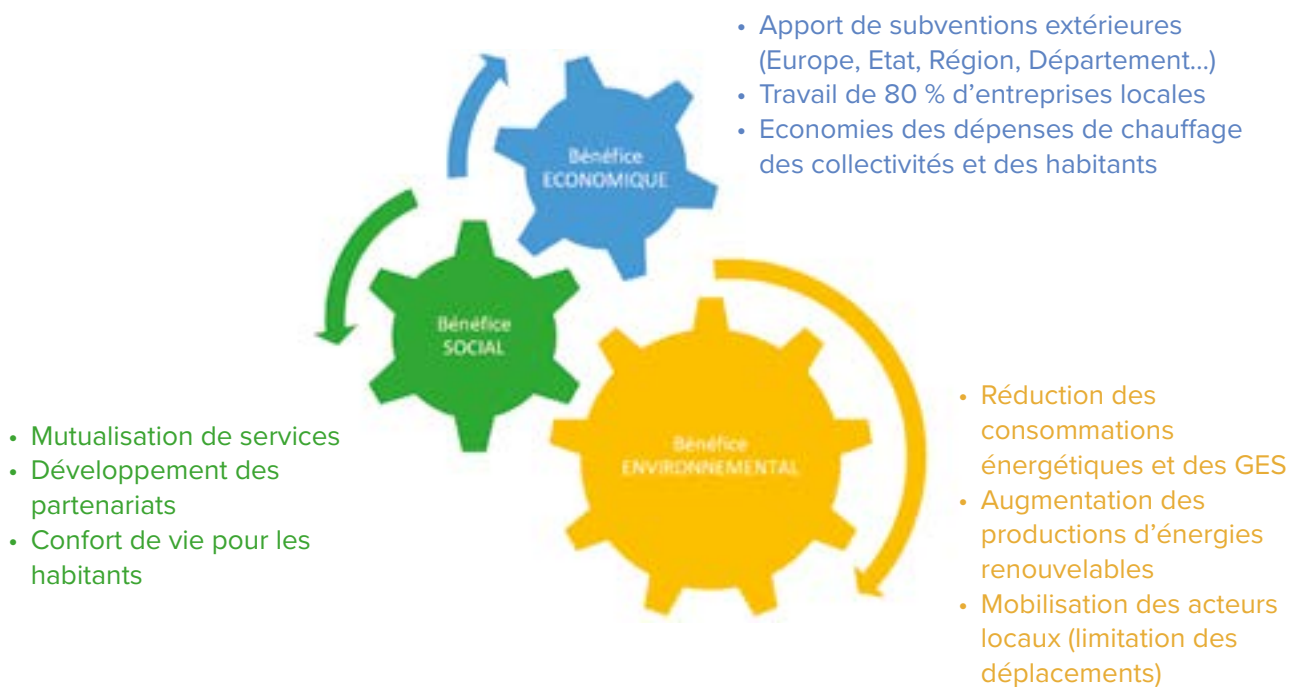 • Apport de subventions extérieures
(Europe, Etat, Région, Département...)
• Travail de 80 % d’entreprises locales
• Economies des dépenses de chauffage
des collectivités et des habitants
Bénéfice
ECONOMIQUE
Bénéfice
SOCIAL
• Mutualisation de services
• Développement des
partenariats
• Confort de vie pour les
habitants
Bénéfice
ENVIRONNEMENTAL
• Réduction des
consommations
énergétiques et des GES
• Augmentation des
productions d’énergies
renouvelables
• Mobilisation des acteurs
locaux (limitation des
déplacements)